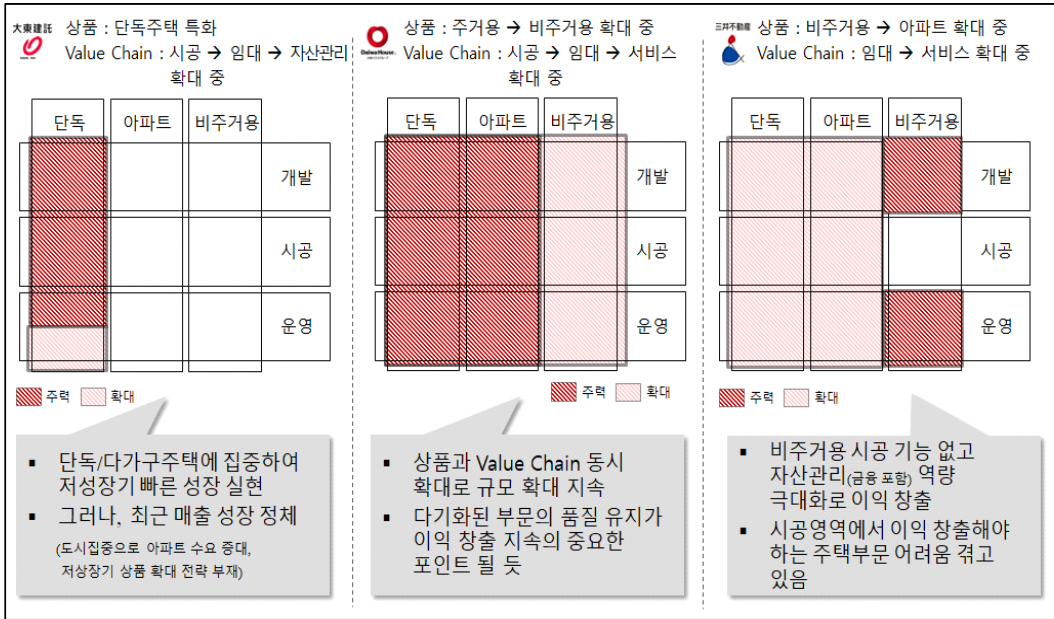 大東建託
상품 : 단독주택 특화
Value Chain : 시공 → 임대 → 자산관리
확대 중
단독
아파트
비주거용
개발
시공
운영
주력
확대
▪ 단독/다가구주택에 집중하여
저성장기 빠른 성장 실현
▪ 그러나, 최근 매출 성장 정체
(도시집중으로 아파트 수요 증대,
저상장기 상품 확대 전략 부재)
Daiwa House
상품 : 주거용 → 비주거용 확대 중
Value Chain : 시공 → 임대 → 서비스
확대 중
단독
아파트
비주거용
개발
시공
운영
주력
확대
▪ 상품과 Value Chain 동시
확대로 규모 확대 지속
▪ 다기화된 부문의 품질 유지가
이익 창출 지속의 중요한
포인트 될 듯
三井不動産
상품 : 비주거용 → 아파트 확대 중
Value Chain : 임대 → 서비스 확대 중
단독
아파트
비주거용
개발
시공
운영
주력
확대
▪ 비주거용 시공 기능 없고
자산관리(금융 포함) 역량
극대화로 이익 창출
▪ 시공영역에서 이익 창출해야
하는 주택부문 어려움 겪고
있음